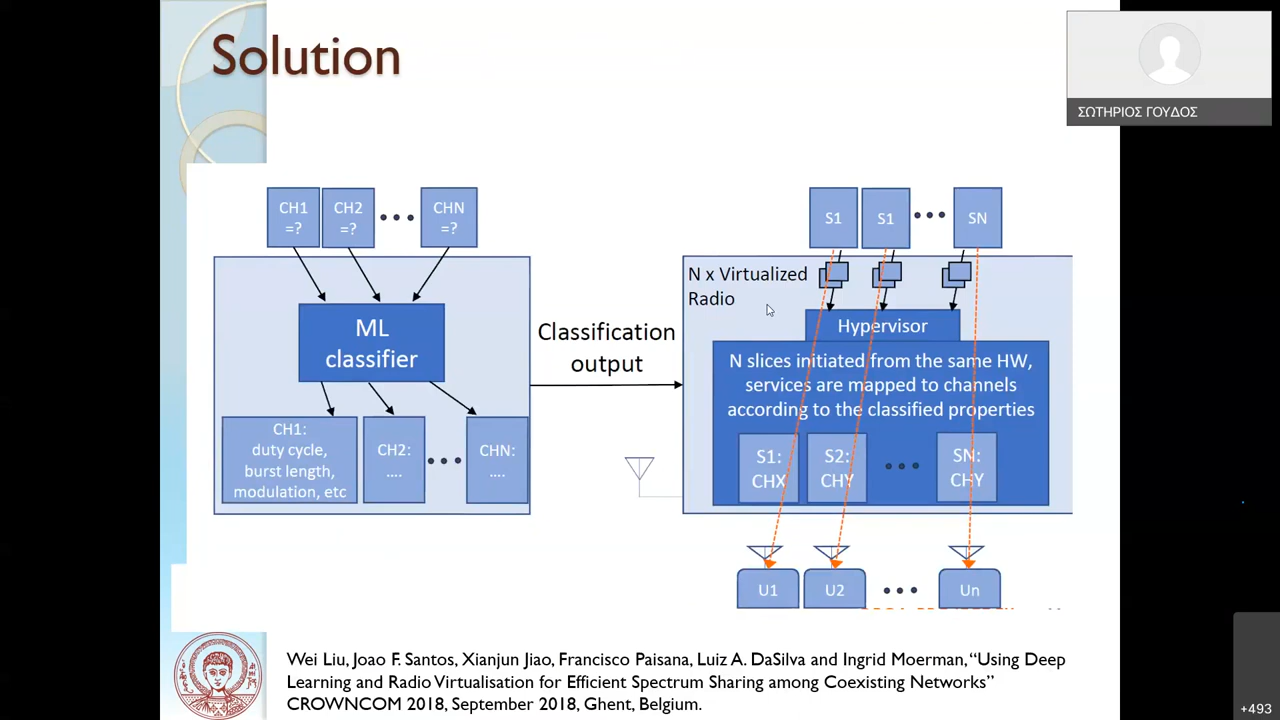 Solution
ΣΩΤΗΡΙΟΣ ΓΟΥΔΟΣ
CH1
=?
CH2
=?
CHN
=?
ML
classifier
CH1:
duty cycle,
burst length,
modulation, etc
CH2:
....
CHN:
....
Classification
output
S1
S1
SN
N x Virtualized
Radio
Hypervisor
N slices initiated from the same HW,
services are mapped to channels
according to the classified properties
S1:
CHX
S2:
CHY
SN:
CHY
U1
U2
Un
Wei Liu, Joao F. Santos, Xianjun Jiao, Francisco Paisana, Luiz A. DaSilva and Ingrid Moerman, “Using Deep
Learning and Radio Virtualisation for Efficient Spectrum Sharing among Coexisting Networks”
CROWNCOM 2018, September 2018, Ghent, Belgium.
+493